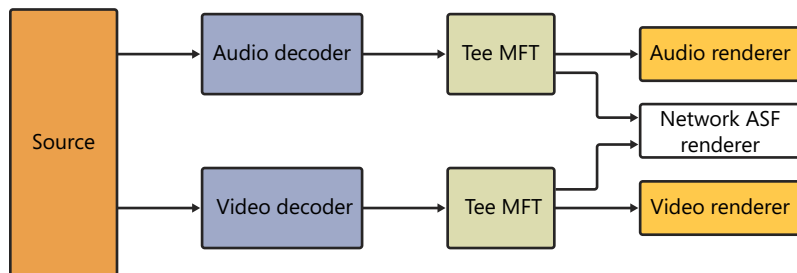 Audio decoder
Tee MFT
Audio renderer
Network ASF
renderer
Source
Video decoder
Tee MFT
Video renderer